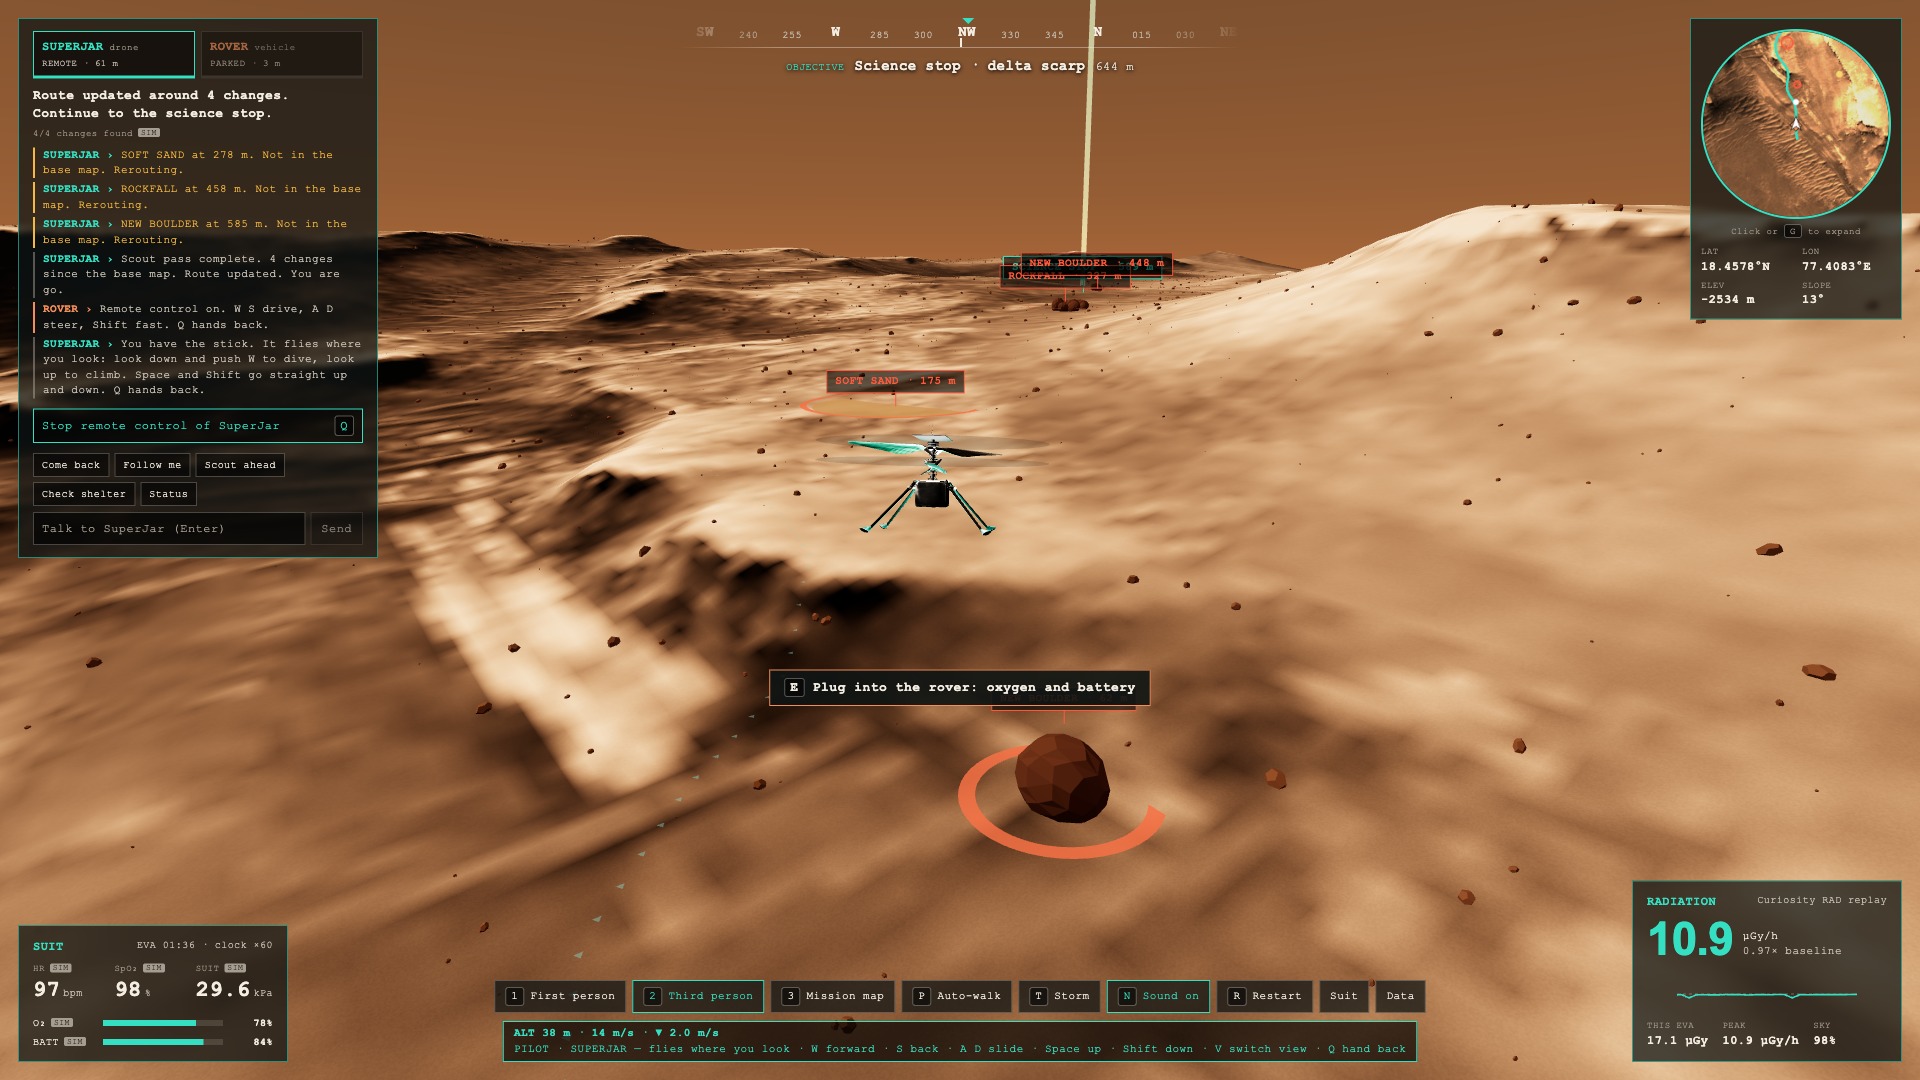 SUPERJAR drone
REMOTE · 61 m
ROVER vehicle
PARKED · 3 m
Route updated around 4 changes.
Continue to the science stop.
4/4 changes found SIM
SUPERJAR › SOFT SAND at 278 m. Not in the
base map. Rerouting.
SUPERJAR › ROCKFALL at 458 m. Not in the base
map. Rerouting.
SUPERJAR › NEW BOULDER at 585 m. Not in the
base map. Rerouting.
SUPERJAR › Scout pass complete. 4 changes
since the base map. Route updated. You are
go.
ROVER › Remote control on. W S drive, A D
steer, Shift fast. Q hands back.
SUPERJAR › You have the stick. It flies where
you look: look down and push W to dive, look
up to climb. Space and Shift go straight up
and down. Q hands back.
Stop remote control of SuperJar Q
Come back Follow me Scout ahead
Check shelter Status
Talk to SuperJar (Enter) Send
SW 240 255 W 285 300 NW 330 345 N 015 030 NE
OBJECTIVE Science stop · delta scarp 644 m
NEW BOULDER · 448 m
ROCKFALL · 327 m
SOFT SAND · 175 m
E Plug into the rover: oxygen and battery
Click or G to expand
LAT LON
18.4578°N 77.4083°E
ELEV SLOPE
-2534 m 13°
SUIT EVA 01:36 · clock ×60
HR SIM SpO₂ SIM SUIT SIM
97 bpm 98 % 29.6 kPa
O₂ SIM 78%
BATT SIM 84%
1 First person 2 Third person 3 Mission map P Auto-walk T Storm N Sound on R Restart Suit Data
ALT 38 m · 14 m/s · ▼ 2.0 m/s
PILOT · SUPERJAR — flies where you look · W forward · S back · A D slide · Space up · Shift down · V switch view · Q hand back
RADIATION Curiosity RAD replay
10.9 µGy/h
0.97× baseline
THIS EVA PEAK SKY
17.1 µGy 10.9 µGy/h 98%